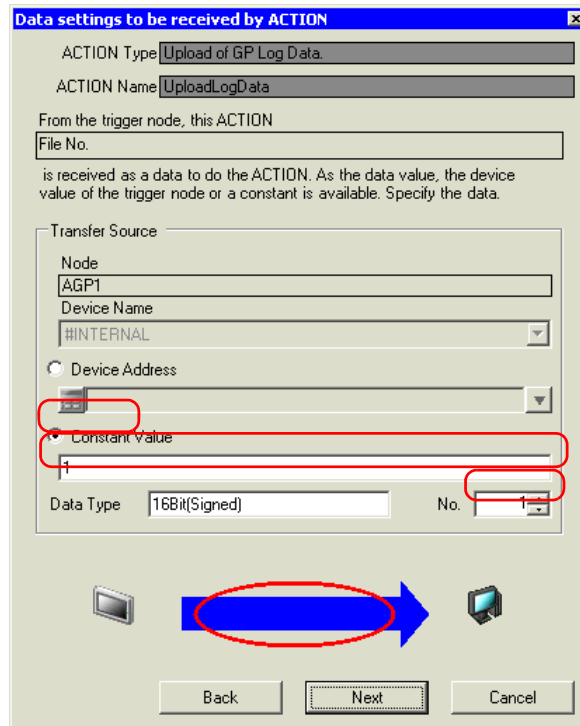 Data settings to be received by ACTION
ACTION Type Upload of GP Log Data.
ACTION Name UploadLogData
From the trigger node, this ACTION
File No.
is received as a data to do the ACTION. As the data value, the device
value of the trigger node or a constant is available. Specify the data.
Transfer Source
Node
AGP1
Device Name
#INTERNAL
Device Address
Constant Value
1
Data Type 16Bit(Signed) No. 1
Back Next Cancel